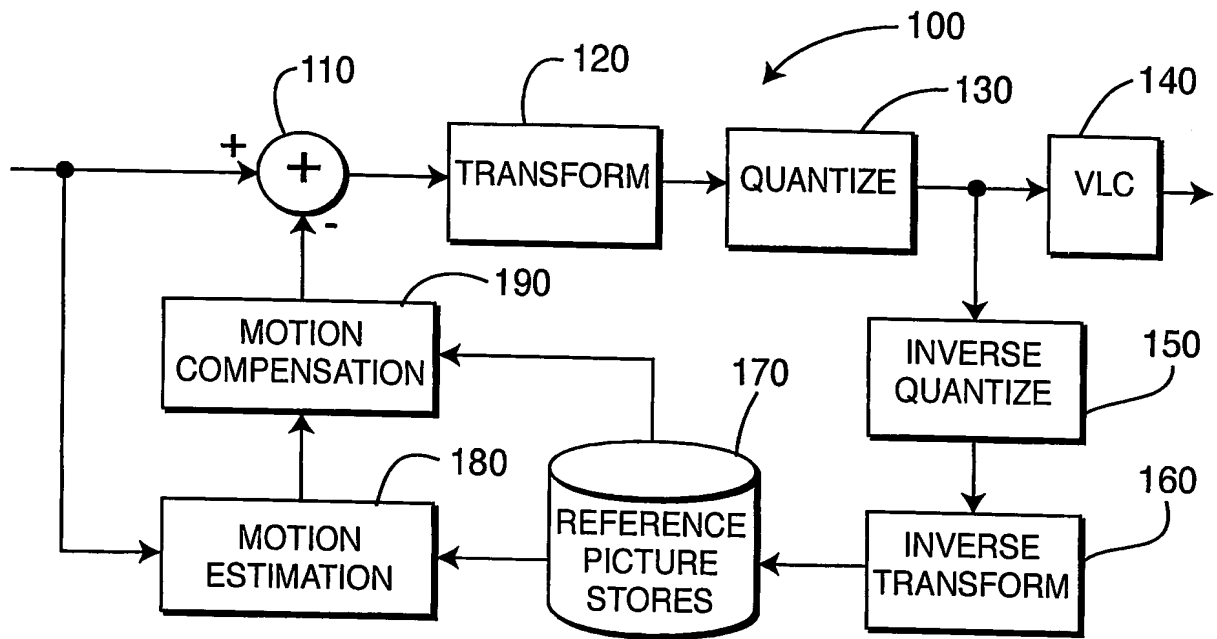 100
110
120
130
140
+
+
TRANSFORM
QUANTIZE
VLC
-
190
MOTION
COMPENSATION
170
INVERSE
QUANTIZE
150
180
160
MOTION
ESTIMATION
REFERENCE
PICTURE
STORES
INVERSE
TRANSFORM